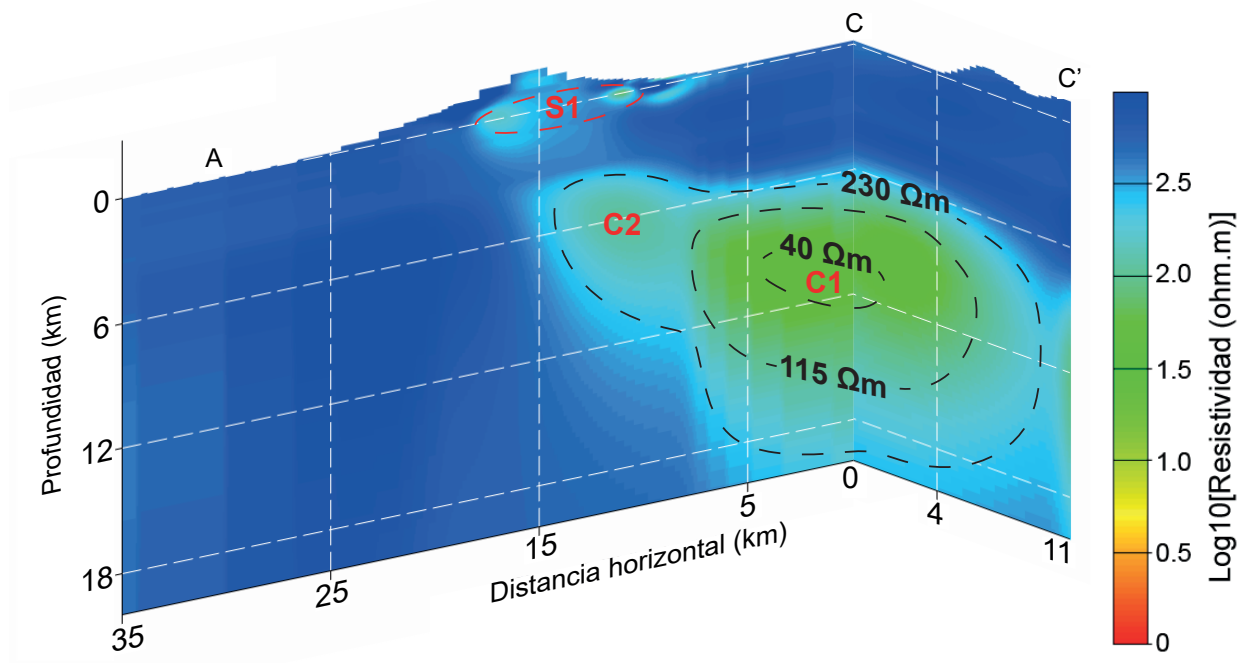 C
C'
A
S1
C2
230 Ωm
40 Ωm
C1
115 Ωm
0
6
12
18
Profundidad (km)
35
25
15
5
0
4
11
Distancia horizontal (km)
2.5
2.0
1.5
1.0
0.5
0
Log10[Resistividad (ohm.m)]